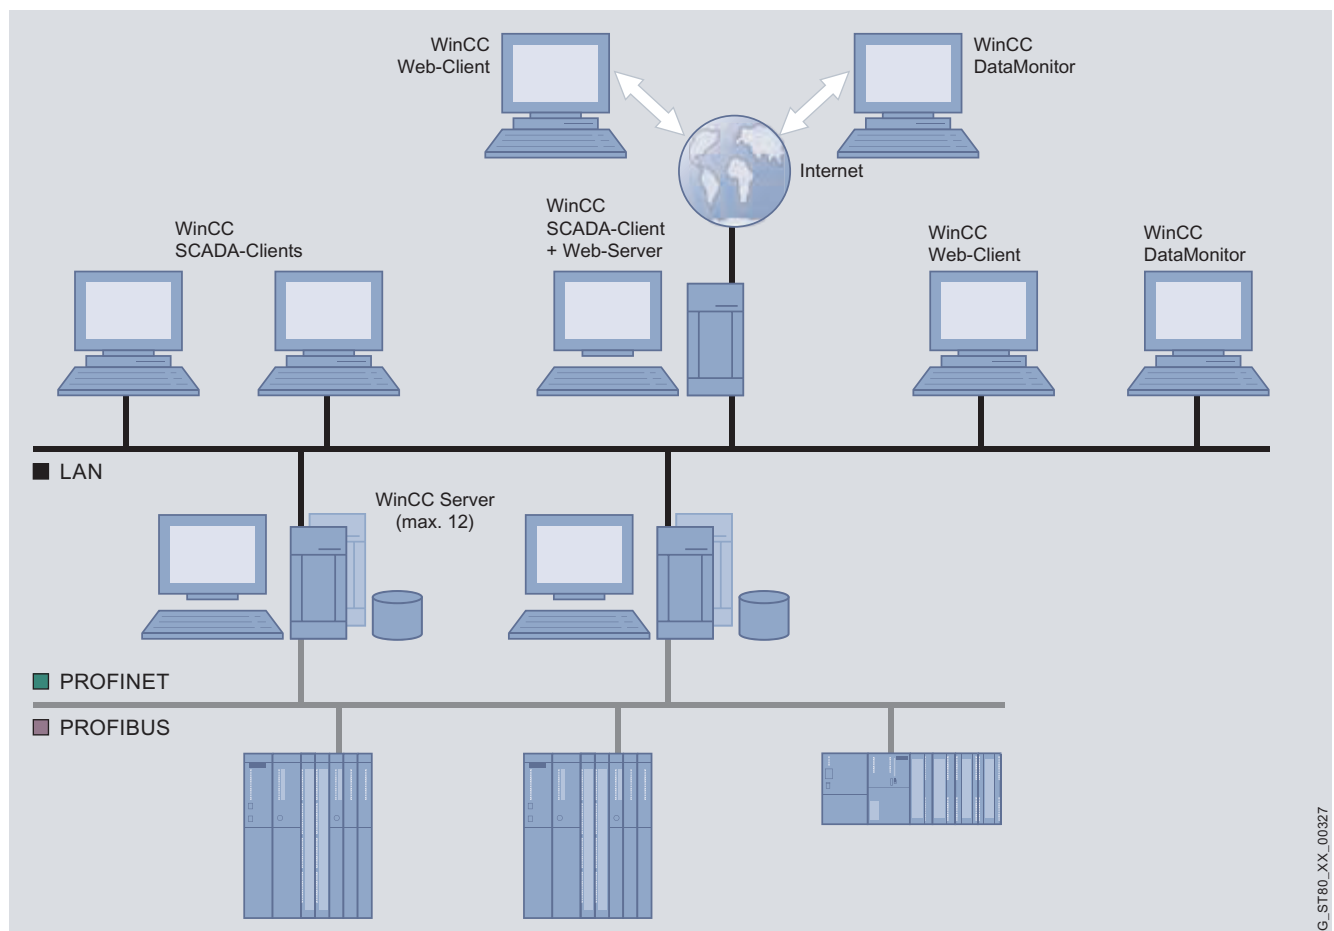 WinCC
Web-Client
WinCC
DataMonitor
Internet
WinCC
SCADA-Clients
WinCC
SCADA-Client
+ Web-Server
WinCC
Web-Client
WinCC
DataMonitor
LAN
WinCC Server
(max. 12)
PROFINET
PROFIBUS
G_ST80_XX_00327